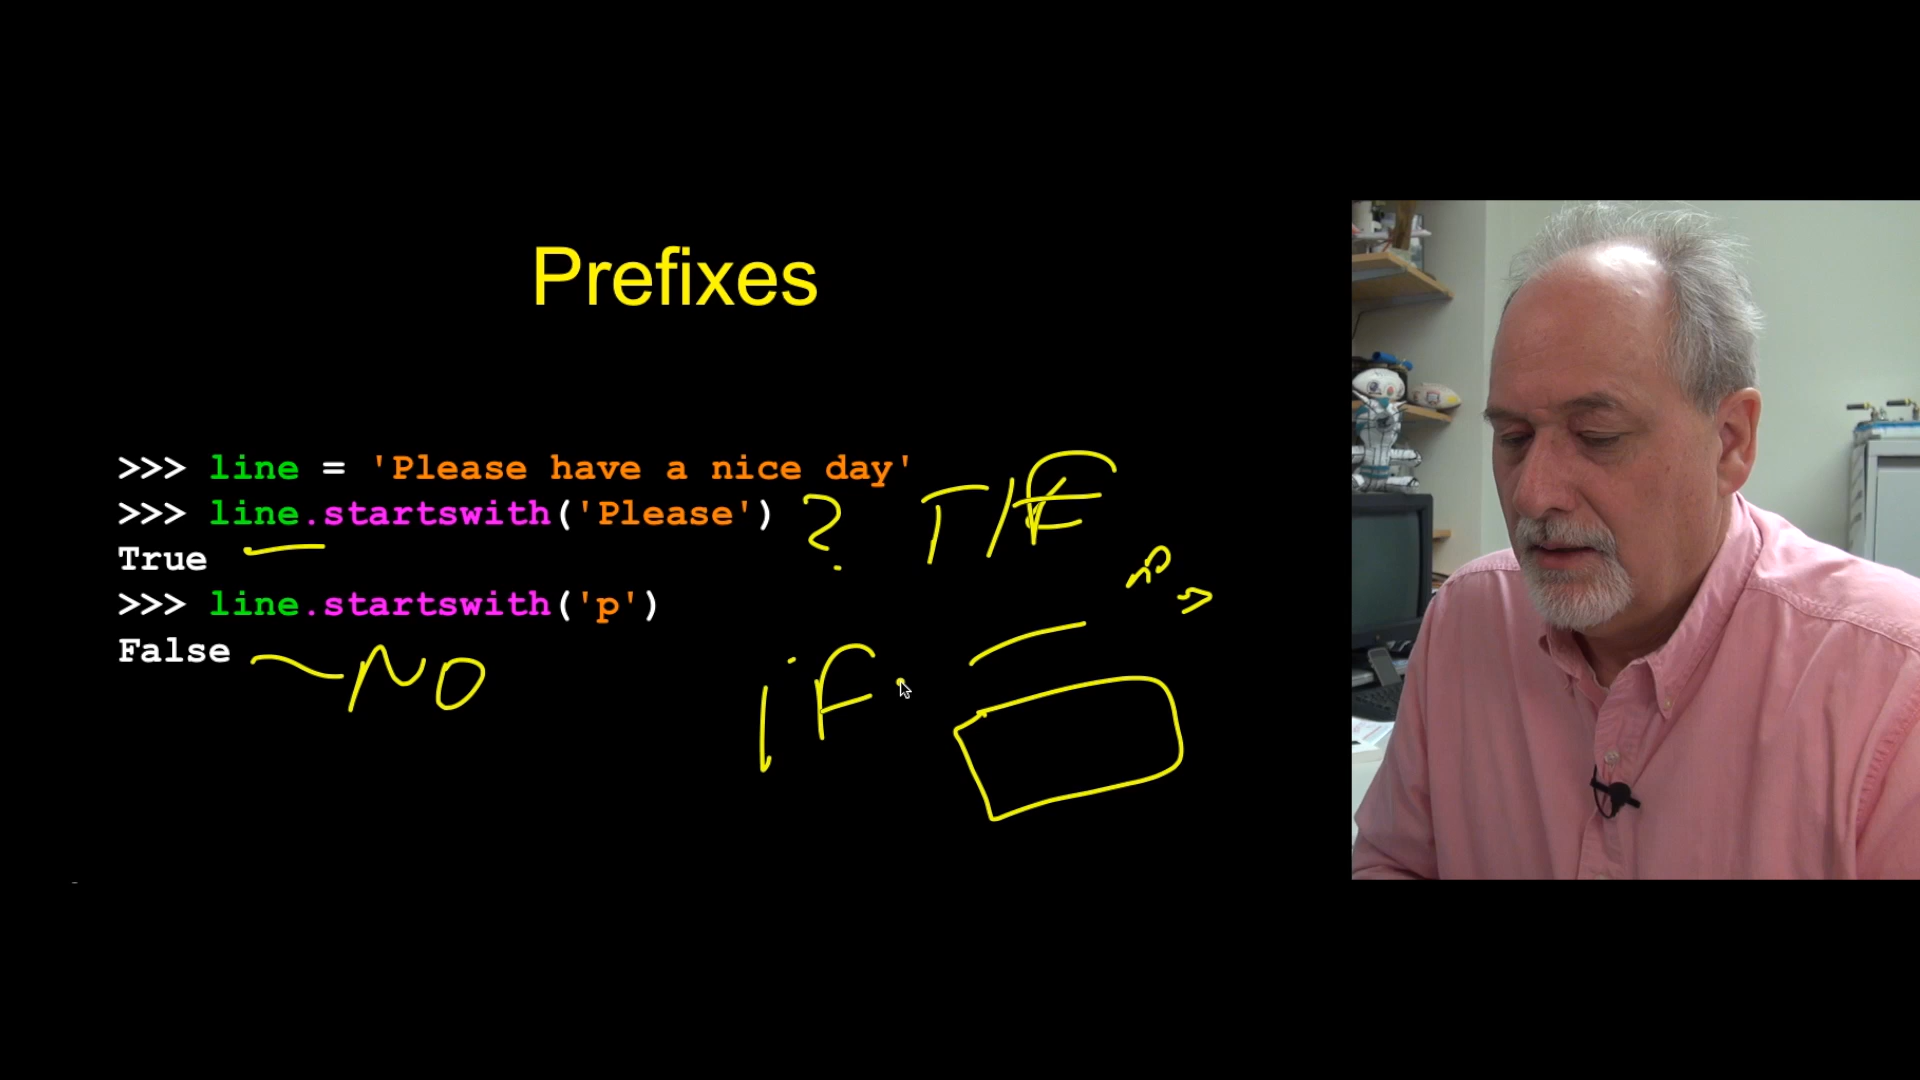 Prefixes
>>> line = 'Please have a nice day'
>>> line.startswith('Please') ? T/F
True
>>> line.startswith('p')
False NO
if